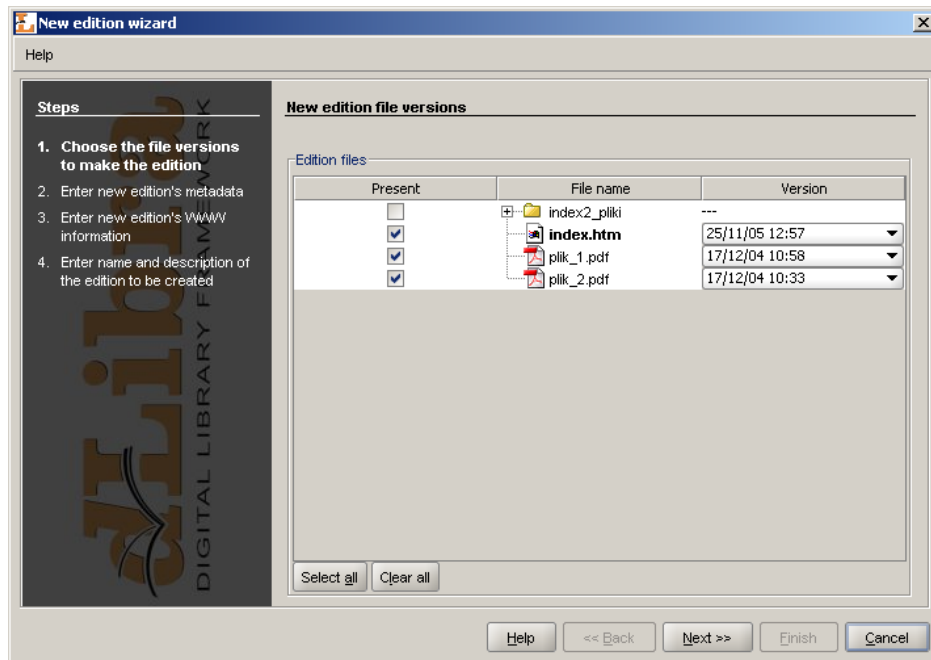 New edition wizard
Help
Steps
1. Choose the file versions
to make the edition
2. Enter new edition's metadata
3. Enter new edition's WWW
information
4. Enter name and description of
the edition to be created
dLibra
DIGITAL LIBRARY FRAMEWORK
New edition file versions
Edition files
Present File name Version
index2_pliki ---
index.htm 25/11/05 12:57
plik_1.pdf 17/12/04 10:58
plik_2.pdf 17/12/04 10:33
Select all Clear all
Help << Back Next >> Finish Cancel